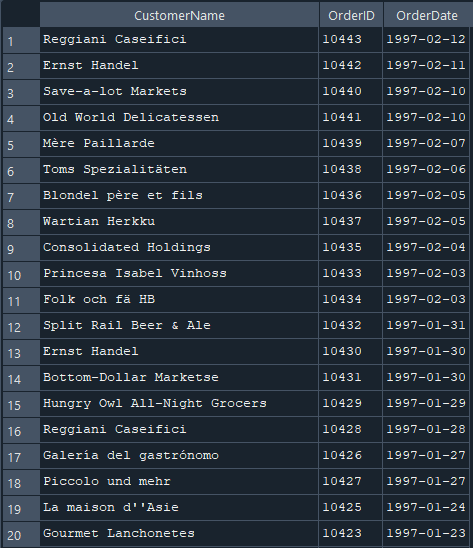 CustomerName OrderID OrderDate
1 Reggiani Caseifici 10443 1997-02-12
2 Ernst Handel 10442 1997-02-11
3 Save-a-lot Markets 10440 1997-02-10
4 Old World Delicatessen 10441 1997-02-10
5 Mère Paillarde 10439 1997-02-07
6 Toms Spezialitäten 10438 1997-02-06
7 Blondel père et fils 10436 1997-02-05
8 Wartian Herkku 10437 1997-02-05
9 Consolidated Holdings 10435 1997-02-04
10 Princesa Isabel Vinhoss 10433 1997-02-03
11 Folk och fä HB 10434 1997-02-03
12 Split Rail Beer & Ale 10432 1997-01-31
13 Ernst Handel 10430 1997-01-30
14 Bottom-Dollar Marketse 10431 1997-01-30
15 Hungry Owl All-Night Grocers 10429 1997-01-29
16 Reggiani Caseifici 10428 1997-01-28
17 Galería del gastrónomo 10426 1997-01-27
18 Piccolo und mehr 10427 1997-01-27
19 La maison d''Asie 10425 1997-01-24
20 Gourmet Lanchonetes 10423 1997-01-23